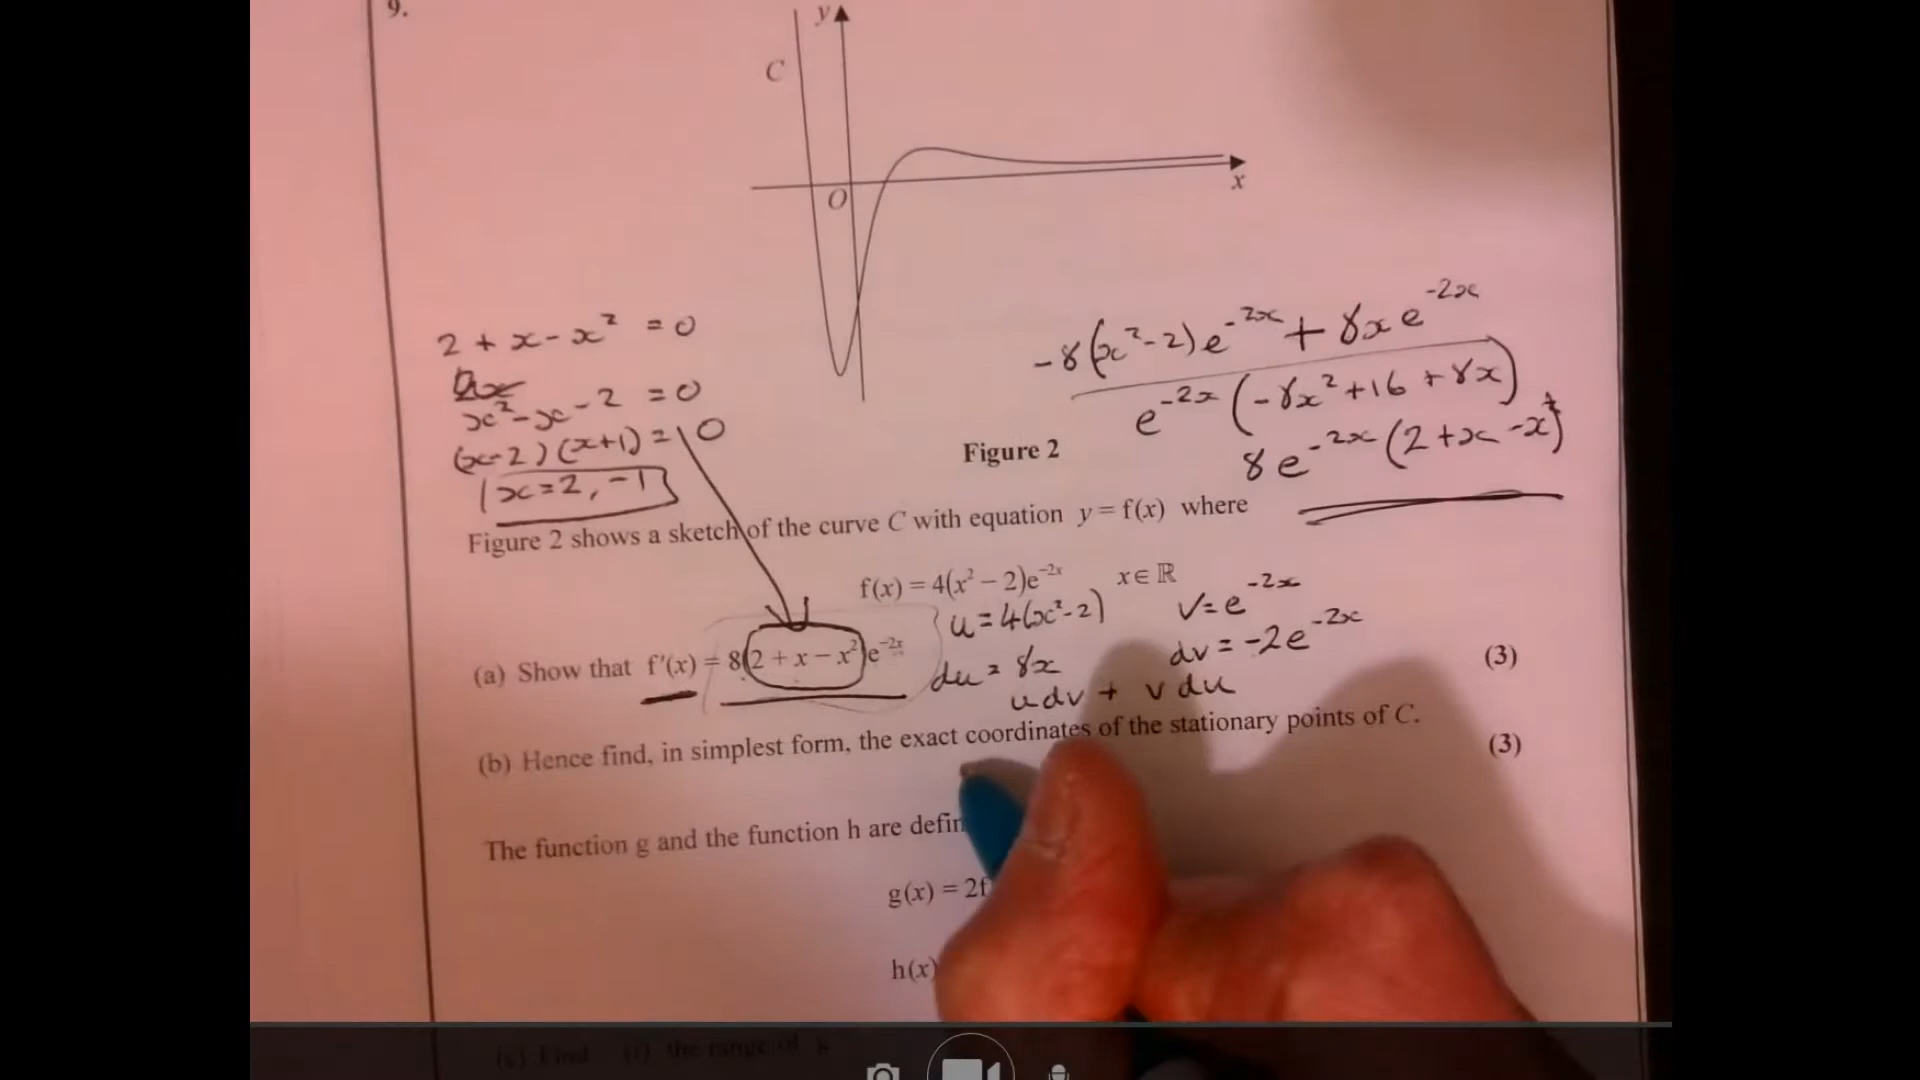 9.
y
C
O
x
2 + x - x² = 0
x² - x - 2 = 0
(x-2)(x+1) = 0
x = 2, -1
-8(x²-2)e^-2x + 8xe^-2x
e^-2x (-8x² + 16 + 8x)
8e^-2x (2 + x - x²)
Figure 2
Figure 2 shows a sketch of the curve C with equation y = f(x) where
f(x) = 4(x² – 2)e^–2x x ∈ ℝ
u = 4(x²-2) v = e^-2x
du = 8x dv = -2e^-2x
udv + vdu
(a) Show that f′(x) = 8(2 + x – x²)e^–2x
(3)
(b) Hence find, in simplest form, the exact coordinates of the stationary points of C.
(3)
The function g and the function h are defin
g(x) = 2f
h(x)
(c) Find (i) the range of g